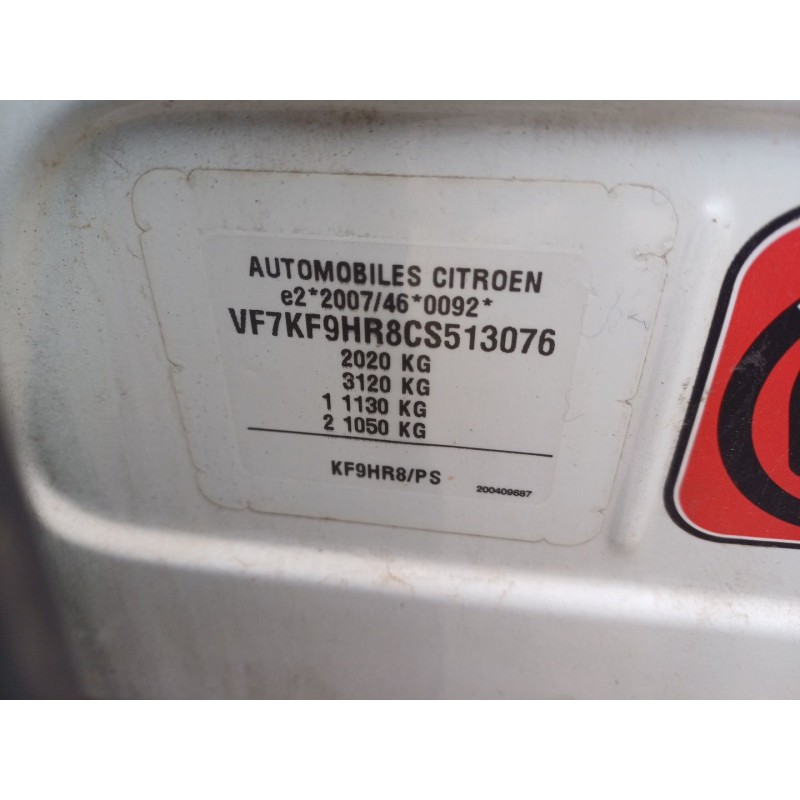 AUTOMOBILES CITROEN
e2*2007/46*0092*
VF7KF9HR8CS513076
2020 KG
3120 KG
1 1130 KG
2 1050 KG
KF9HR8/PS 200409687